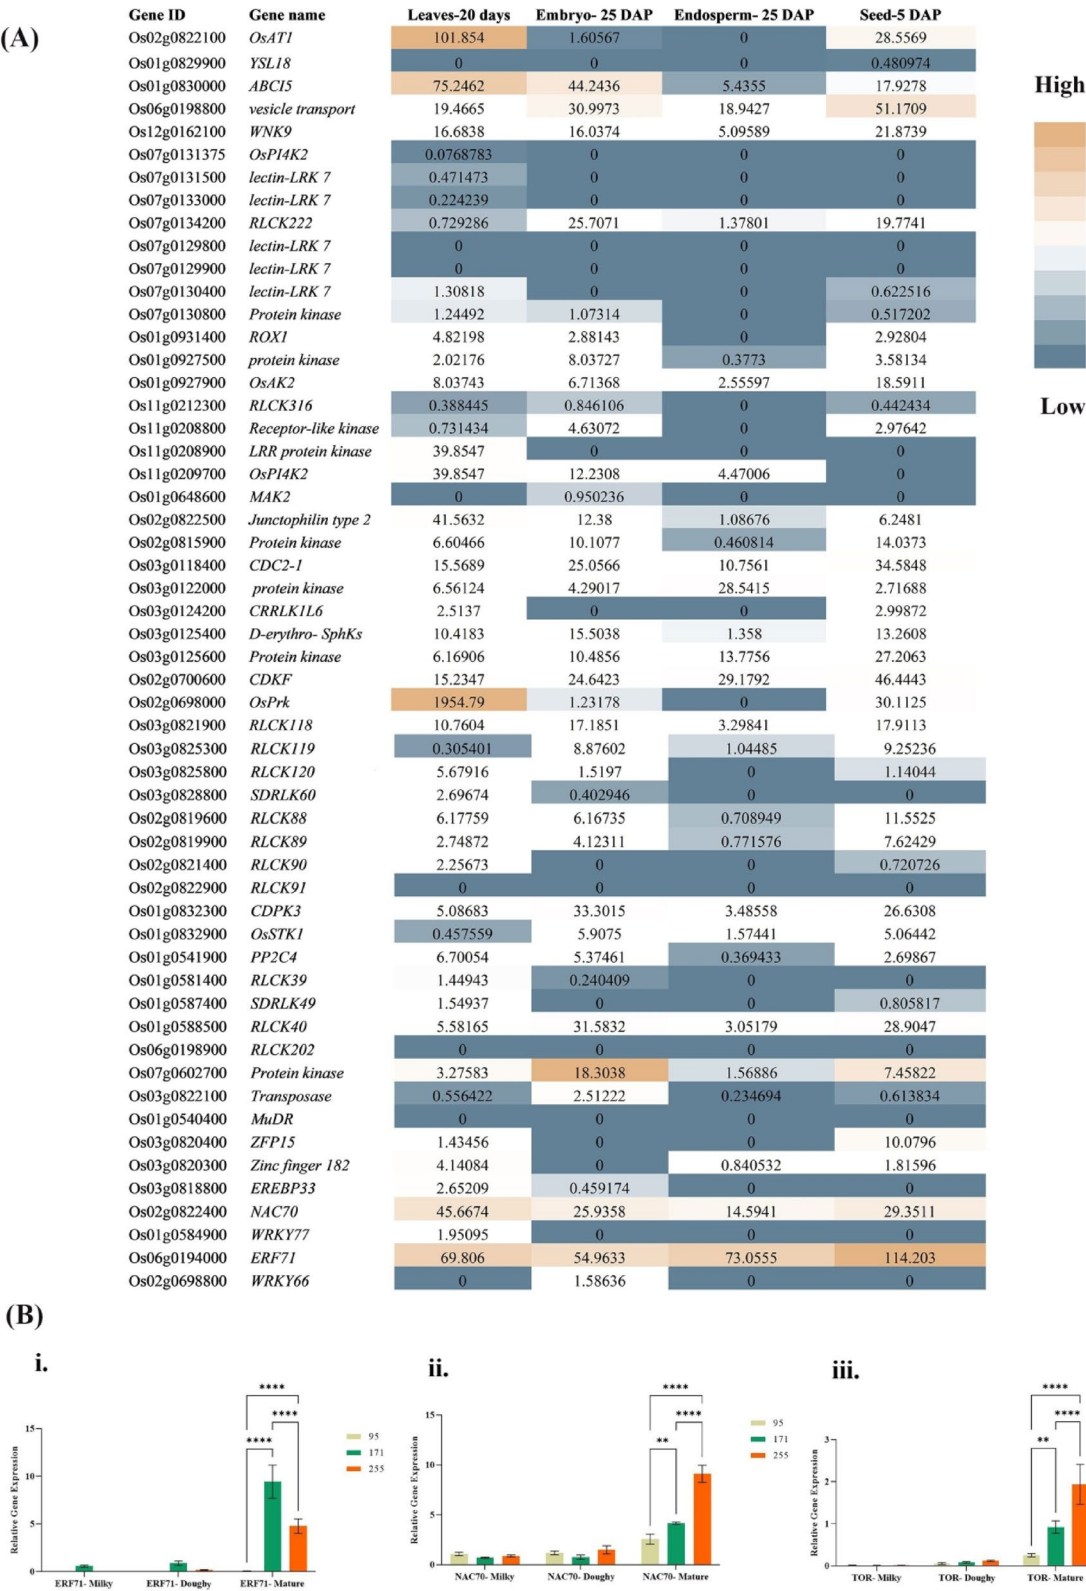 (A)
Gene ID Gene name Leaves-20 days Embryo- 25 DAP Endosperm- 25 DAP Seed-5 DAP
Os02g0822100 OsAT1 101.854 1.60567 0 28.5569
Os01g0829900 YSL18 0 0 0 0.480974
Os01g0830000 ABCI5 75.2462 44.2436 5.4355 17.9278
Os06g0198800 vesicle transport 19.4665 30.9973 18.9427 51.1709
Os12g0162100 WNK9 16.6838 16.0374 5.09589 21.8739
Os07g0131375 OsPI4K2 0.0768783 0 0 0
Os07g0131500 lectin-LRK 7 0.471473 0 0 0
Os07g0133000 lectin-LRK 7 0.224239 0 0 0
Os07g0134200 RLCK222 0.729286 25.7071 1.37801 19.7741
Os07g0129800 lectin-LRK 7 0 0 0 0
Os07g0129900 lectin-LRK 7 0 0 0 0
Os07g0130400 lectin-LRK 7 1.30818 0 0 0.622516
Os07g0130800 Protein kinase 1.24492 1.07314 0 0.517202
Os01g0931400 ROX1 4.82198 2.88143 0 2.92804
Os01g0927500 protein kinase 2.02176 8.03727 0.3773 3.58134
Os01g0927900 OsAK2 8.03743 6.71368 2.55597 18.5911
Os11g0212300 RLCK316 0.388445 0.846106 0 0.442434
Os11g0208800 Receptor-like kinase 0.731434 4.63072 0 2.97642
Os11g0208900 LRR protein kinase 39.8547 0 0 0
Os11g0209700 OsPI4K2 39.8547 12.2308 4.47006 0
Os01g0648600 MAK2 0 0.950236 0 0
Os02g0822500 Junctophilin type 2 41.5632 12.38 1.08676 6.2481
Os02g0815900 Protein kinase 6.60466 10.1077 0.460814 14.0373
Os03g0118400 CDC2-1 15.5689 25.0566 10.7561 34.5848
Os03g0122000 protein kinase 6.56124 4.29017 28.5415 2.71688
Os03g0124200 CRRLK1L6 2.5137 0 0 2.99872
Os03g0125400 D-erythro- SphKs 10.4183 15.5038 1.358 13.2608
Os03g0125600 Protein kinase 6.16906 10.4856 13.7756 27.2063
Os02g0700600 CDKF 15.2347 24.6423 29.1792 46.4443
Os02g0698000 OsPrk 1954.79 1.23178 0 30.1125
Os03g0821900 RLCK118 10.7604 17.1851 3.29841 17.9113
Os03g0825300 RLCK119 0.305401 8.87602 1.04485 9.25236
Os03g0825800 RLCK120 5.67916 1.5197 0 1.14044
Os03g0828800 SDRLK60 2.69674 0.402946 0 0
Os02g0819600 RLCK88 6.17759 6.16735 0.708949 11.5525
Os02g0819900 RLCK89 2.74872 4.12311 0.771576 7.62429
Os02g0821400 RLCK90 2.25673 0 0 0.720726
Os02g0822900 RLCK91 0 0 0 0
Os01g0832300 CDPK3 5.08683 33.3015 3.48558 26.6308
Os01g0832900 OsSTK1 0.457559 5.9075 1.57441 5.06442
Os01g0541900 PP2C4 6.70054 5.37461 0.369433 2.69867
Os01g0581400 RLCK39 1.44943 0.240409 0 0
Os01g0587400 SDRLK49 1.54937 0 0 0.805817
Os01g0588500 RLCK40 5.58165 31.5832 3.05179 28.9047
Os06g0198900 RLCK202 0 0 0 0
Os07g0602700 Protein kinase 3.27583 18.3038 1.56886 7.45822
Os03g0822100 Transposase 0.556422 2.51222 0.234694 0.613834
Os01g0540400 MuDR 0 0 0 0
Os03g0820400 ZFP15 1.43456 0 0 10.0796
Os03g0820300 Zinc finger 182 4.14084 0 0.840532 1.81596
Os03g0818800 EREBP33 2.65209 0.459174 0 0
Os02g0822400 NAC70 45.6674 25.9358 14.5941 29.3511
Os01g0584900 WRKY77 1.95095 0 0 0
Os06g0194000 ERF71 69.806 54.9633 73.0555 114.203
Os02g0698800 WRKY66 0 1.58636 0 0
High
Low
(B)
i.
Relative Gene Expression
15
10
5
0
****
****
****
ERF71- Milky ERF71- Doughy ERF71- Mature
95
171
255
ii.
Relative Gene Expression
15
10
5
0
****
****
**
NAC70- Milky NAC70- Doughy NAC70- Mature
95
171
255
iii.
Relative Gene Expression
3
2
1
0
****
****
**
TOR- Milky TOR- Doughy TOR- Mature